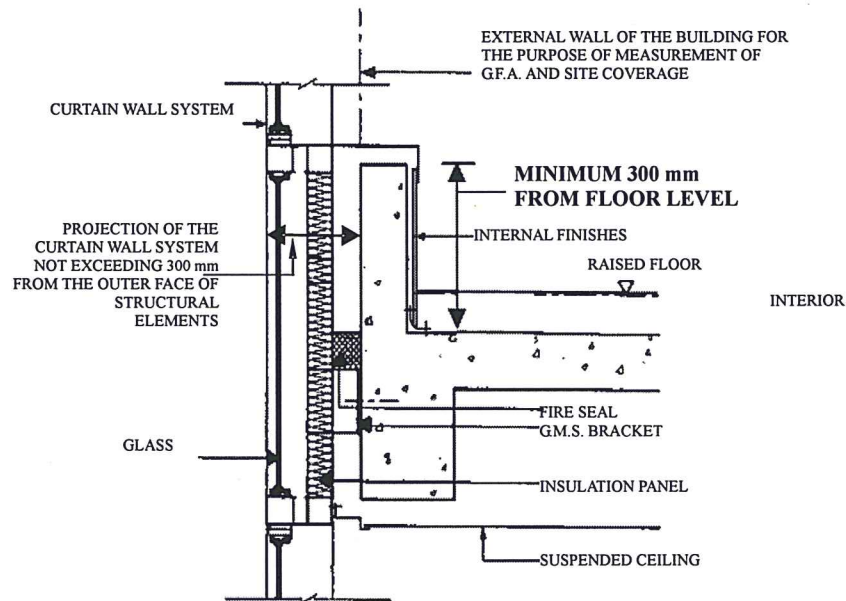 EXTERNAL WALL OF THE BUILDING FOR
THE PURPOSE OF MEASUREMENT OF
G.F.A. AND SITE COVERAGE
CURTAIN WALL SYSTEM
MINIMUM 300 mm
FROM FLOOR LEVEL
PROJECTION OF THE
CURTAIN WALL SYSTEM
NOT EXCEEDING 300 mm
FROM THE OUTER FACE OF
STRUCTURAL
ELEMENTS
INTERNAL FINISHES
RAISED FLOOR
INTERIOR
FIRE SEAL
G.M.S. BRACKET
GLASS
INSULATION PANEL
SUSPENDED CEILING